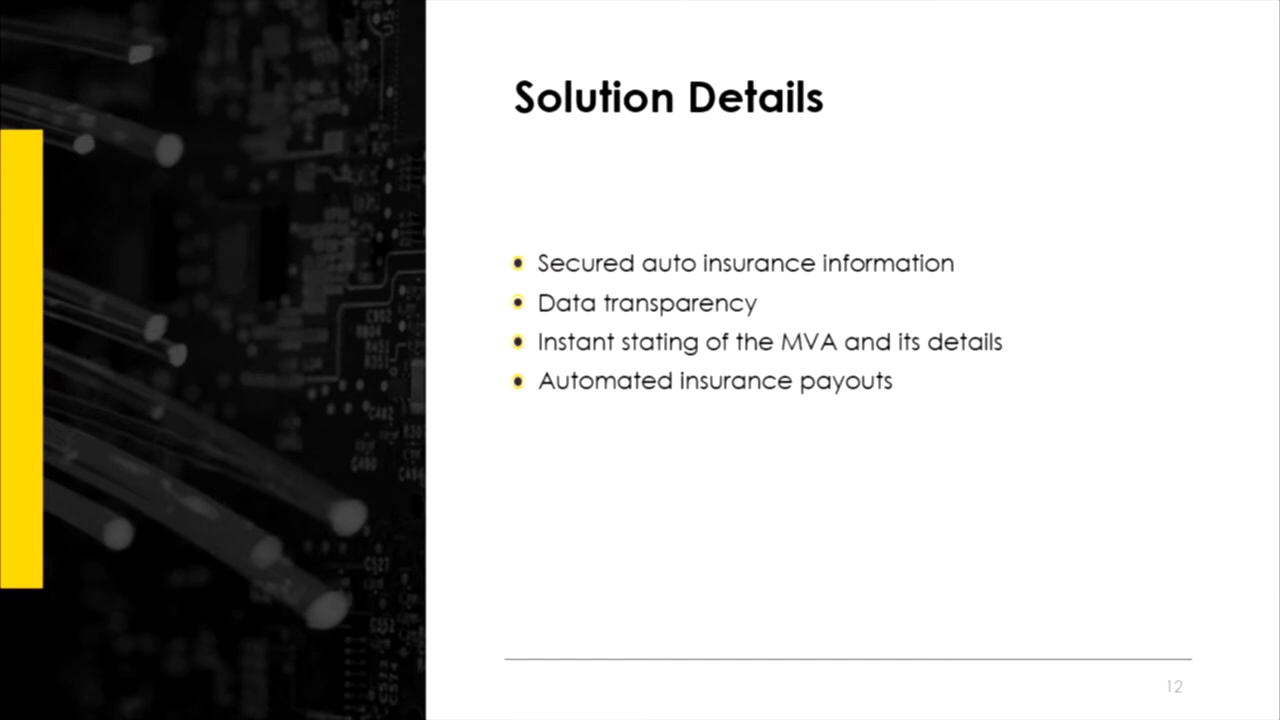 Solution Details
Secured auto insurance information
Data transparency
Instant stating of the MVA and its details
Automated insurance payouts
12